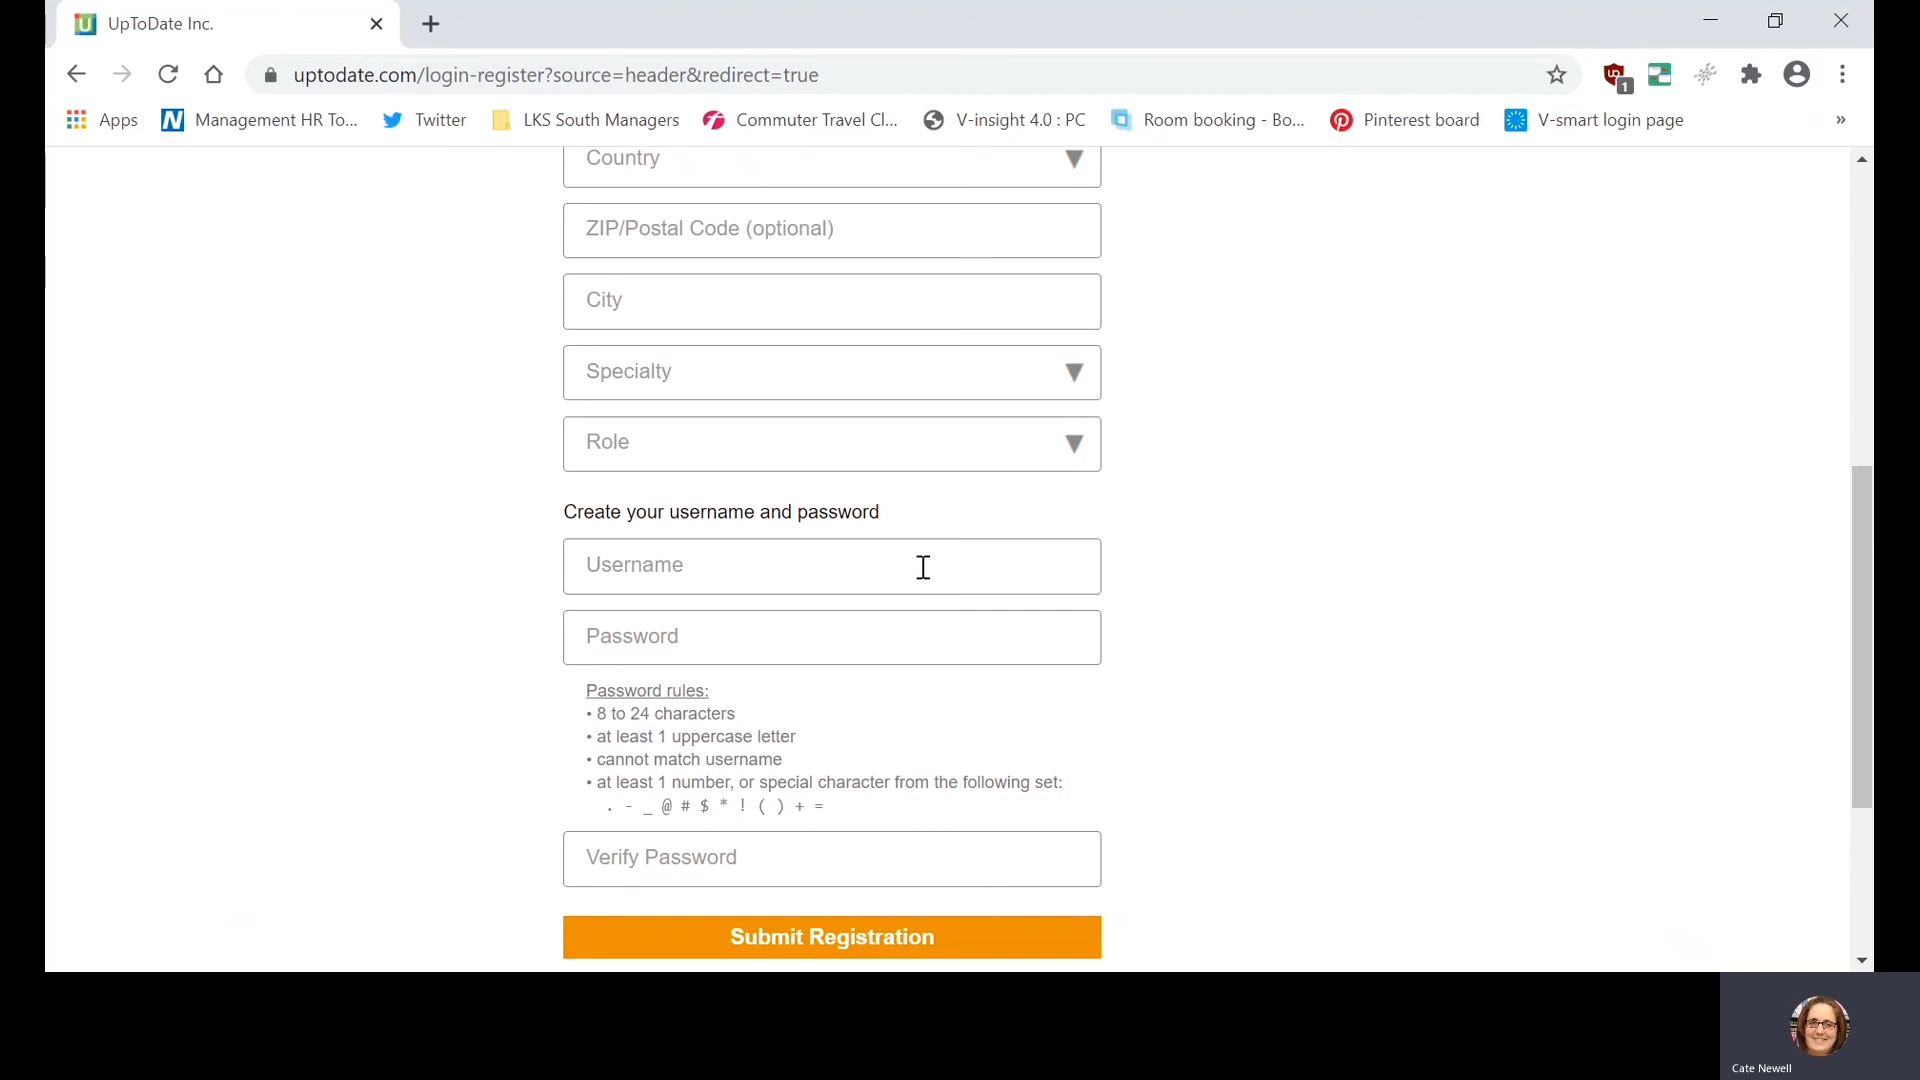 UpToDate Inc.
uptodate.com/login-register?source=header&redirect=true
1
Apps
Management HR To...
Twitter
LKS South Managers
Commuter Travel Cl...
V-insight 4.0 : PC
Room booking - Bo...
Pinterest board
V-smart login page
»
Country
ZIP/Postal Code (optional)
City
Specialty
Role
Create your username and password
Username
Password
Password rules:
• 8 to 24 characters
• at least 1 uppercase letter
• cannot match username
• at least 1 number, or special character from the following set:
. - _ @ # $ * ! ( ) + =
Verify Password
Submit Registration
Cate Newell